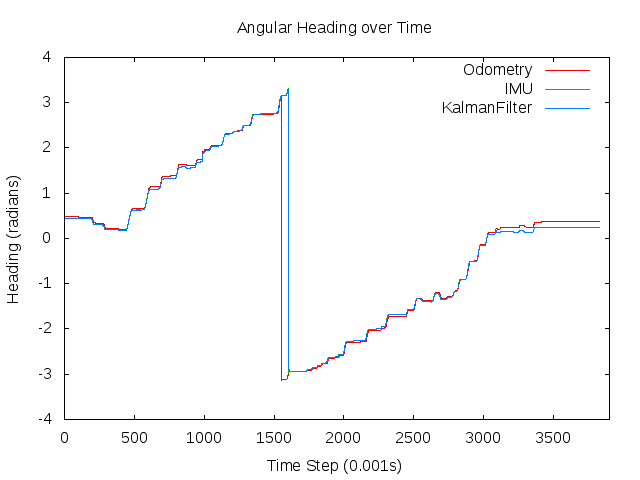 Angular Heading over Time
Odometry
IMU
KalmanFilter
4
3
2
1
0
-1
-2
-3
-4
Heading (radians)
0 500 1000 1500 2000 2500 3000 3500
Time Step (0.001s)